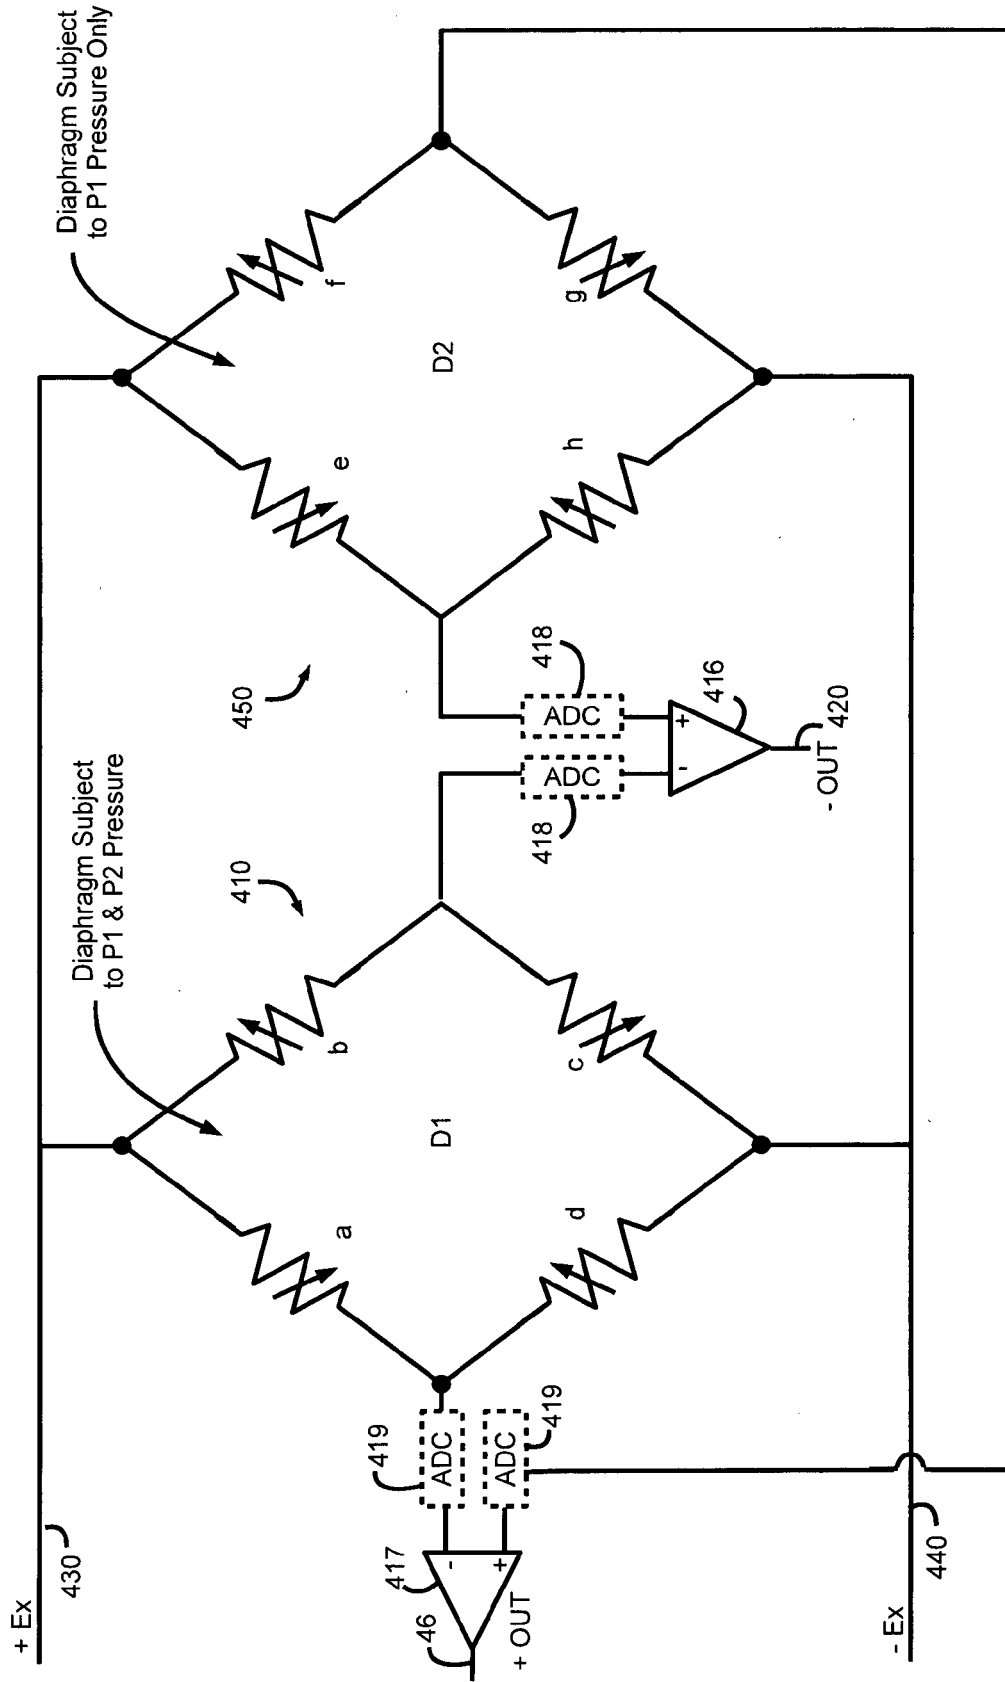 + Ex
430
46
+ OUT
417
-
+
419
ADC
ADC
419
440
- Ex
Diaphragm Subject
to P1 & P2 Pressure
410
a
b
D1
d
c
450
418
ADC
ADC
418
-
+
416
420
- OUT
Diaphragm Subject
to P1 Pressure Only
e
f
D2
h
g